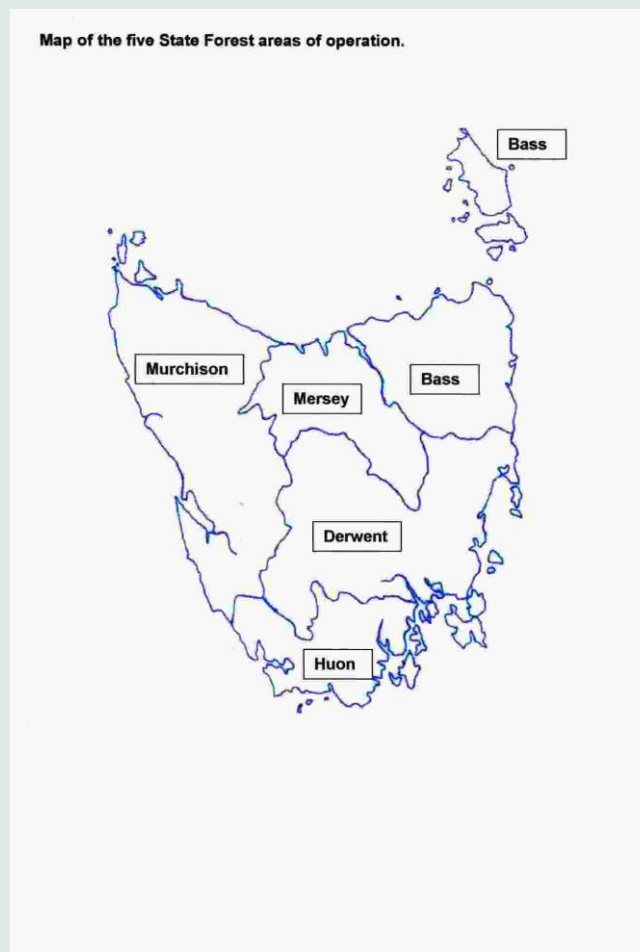 Map of the five State Forest areas of operation.
Bass
Murchison
Bass
Mersey
Derwent
Huon